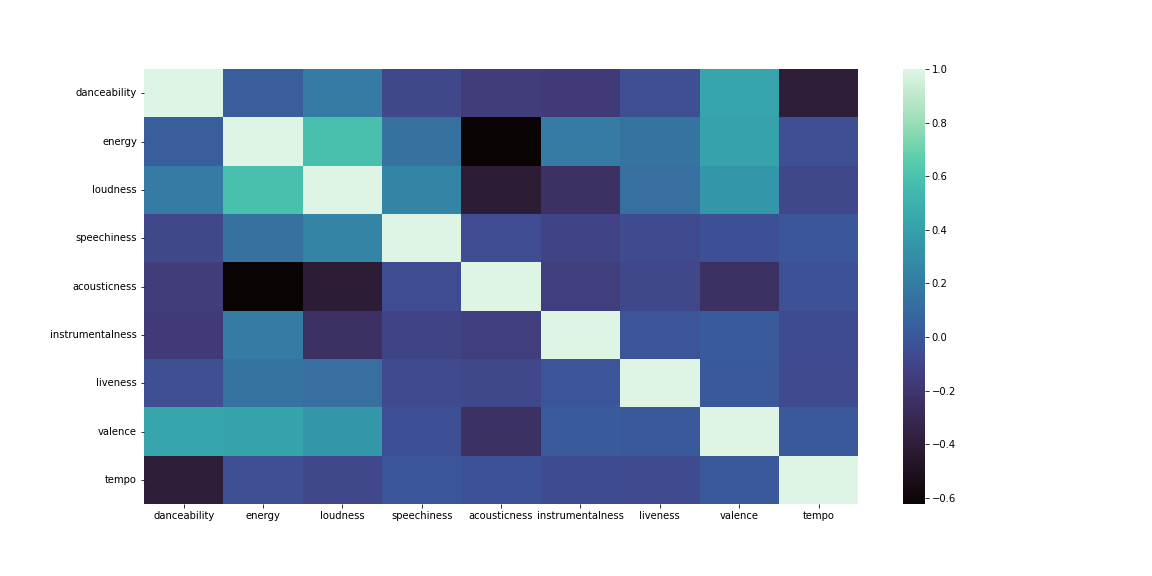 danceability
energy
loudness
speechiness
acousticness
instrumentalness
liveness
valence
tempo
danceability energy loudness speechiness acousticness instrumentalness liveness valence tempo
1.0
0.8
0.6
0.4
0.2
0.0
−0.2
−0.4
−0.6